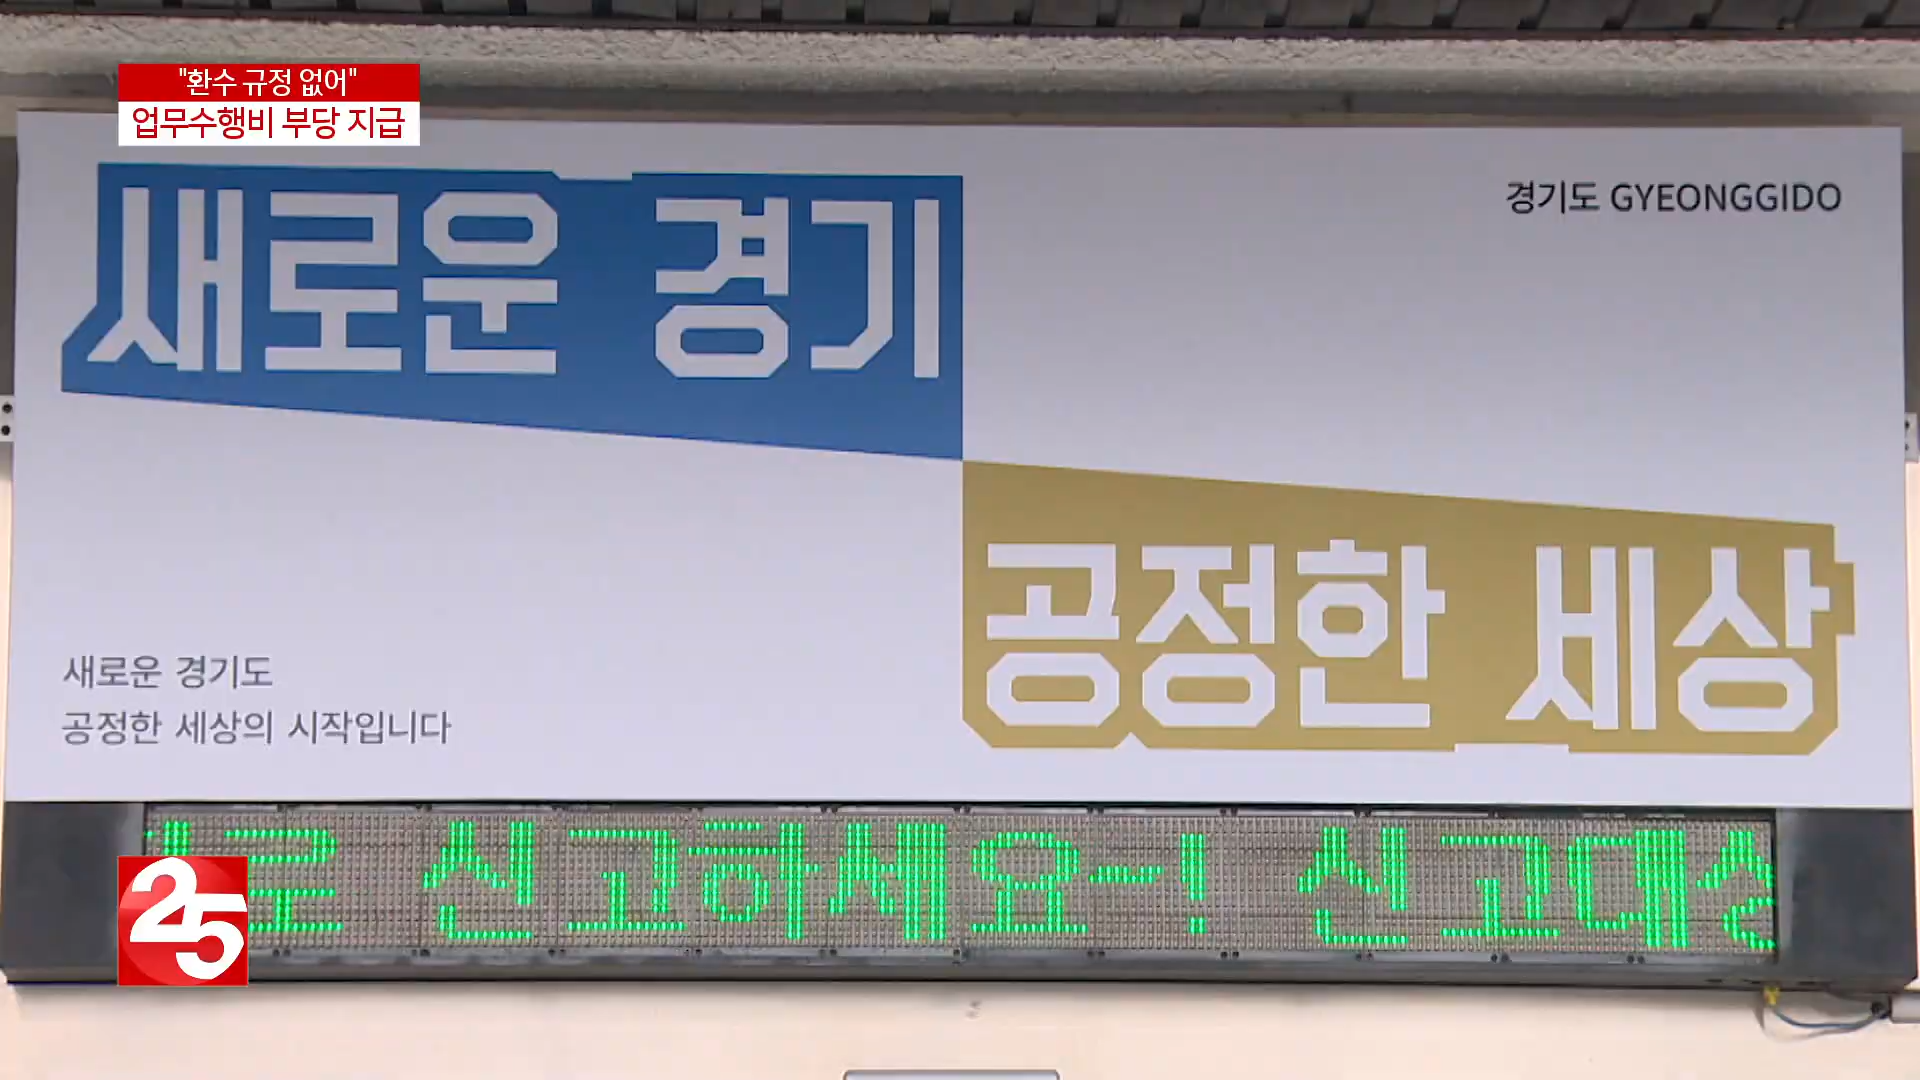 "환수 규정 없어"
업무수행비 부당 지급
새로운 경기
경기도 GYEONGGIDO
공정한 세상
새로운 경기도
공정한 세상의 시작입니다
로 신고하세요~! 신고대상
25